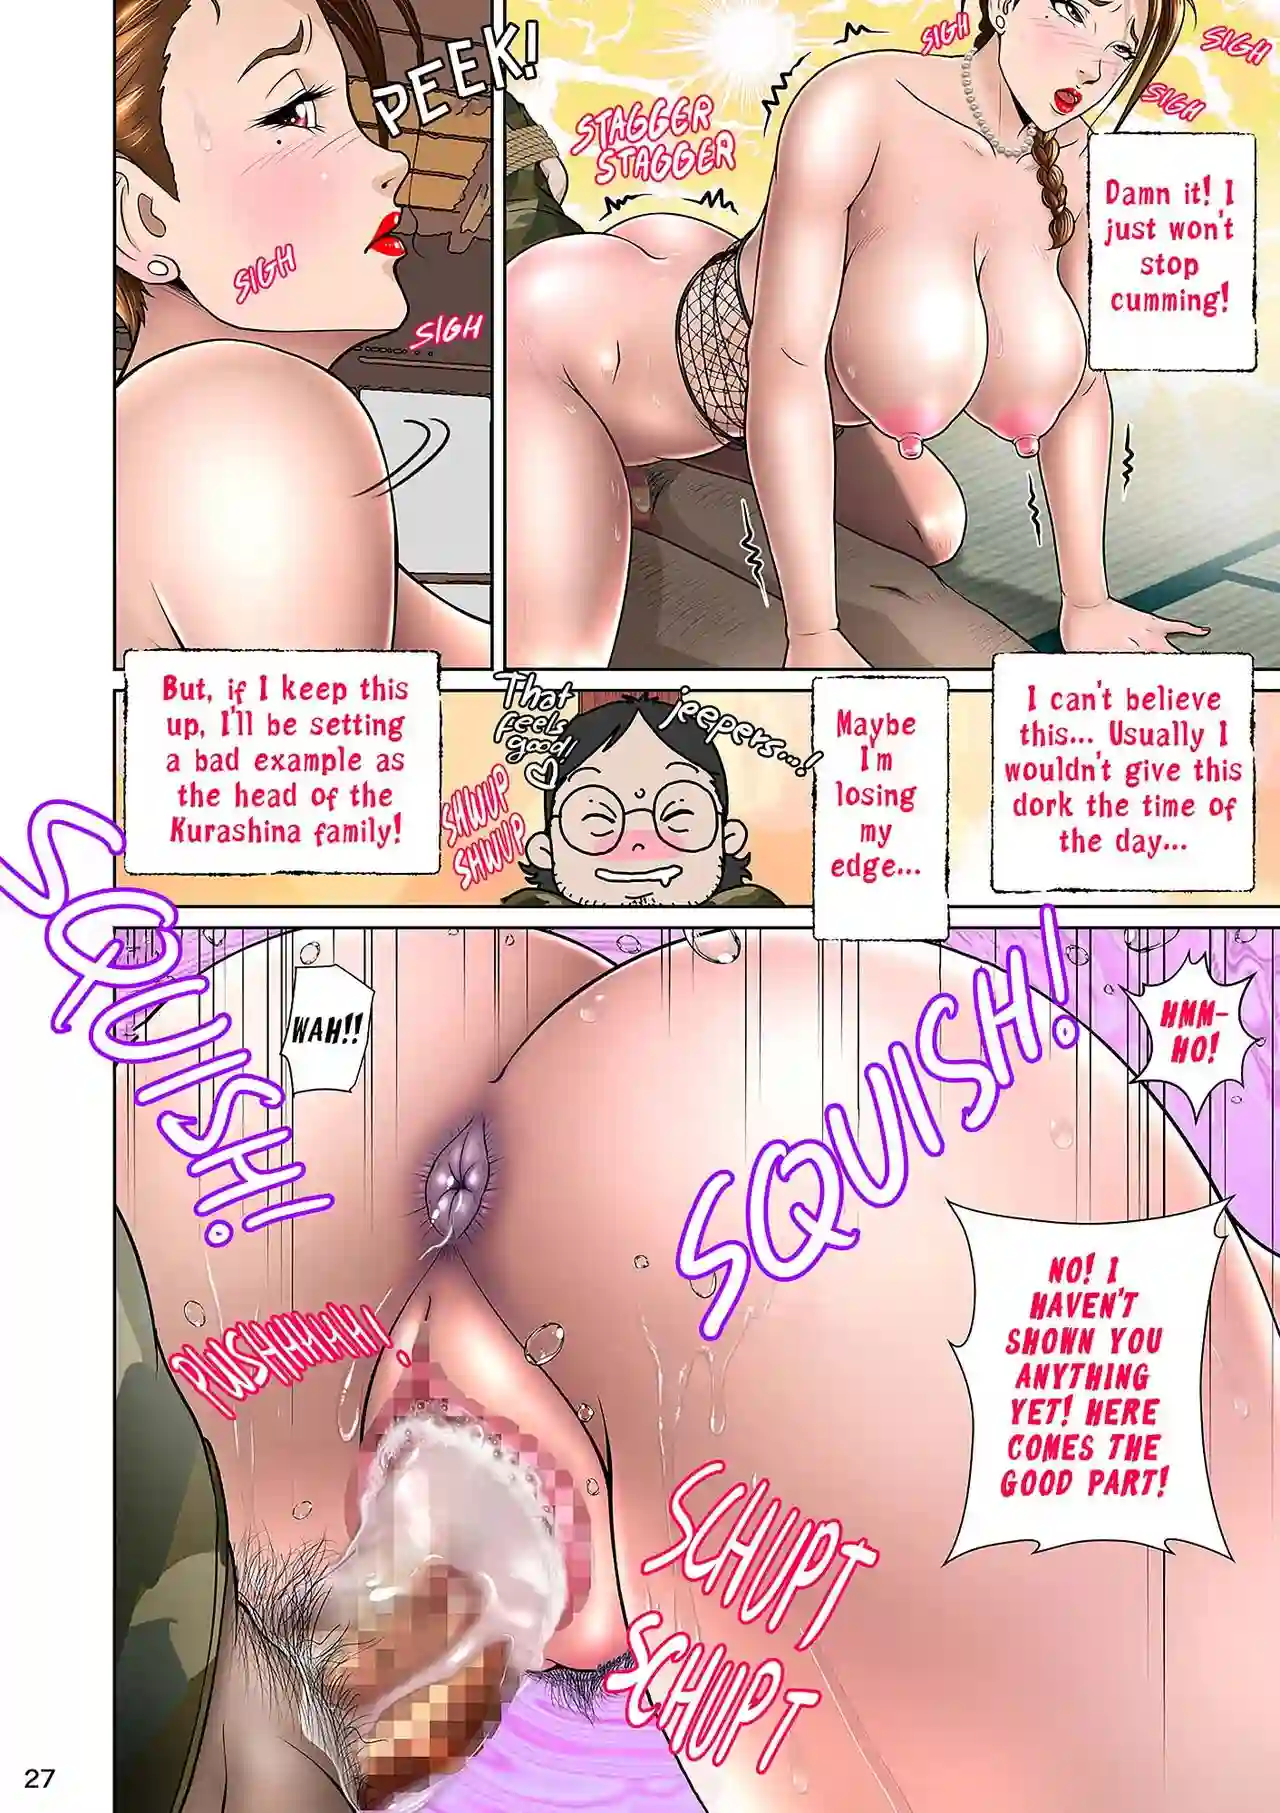 PEEK!
SIGH
SIGH
SIGH
SIGH
SIGH
STAGGER
STAGGER
Damn it! I
just won't
stop
cumming!
But, if I keep this
up, I'll be setting
a bad example as
the head of the
Kurashina family!
That
feels
good!
jeepers...!
SHWUP
SHWUP
Maybe
I'm
losing
my
edge...
I can't believe
this... Usually I
wouldn't give this
dork the time of
the day...
SQUISH!
WAH!!
SQUISH!
HMM-
HO!
PUSHHHHH!
NO! I
HAVEN'T
SHOWN YOU
ANYTHING
YET! HERE
COMES THE
GOOD PART!
SCHUPT
SCHUPT
27